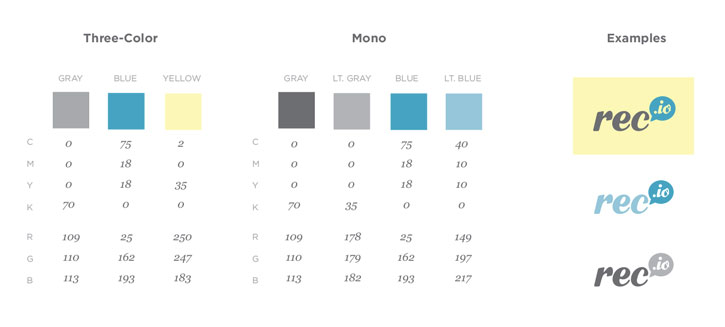 Three-Color Mono Examples
GRAY BLUE YELLOW GRAY LT. GRAY BLUE LT. BLUE
rec.io
C 0 75 2 C 0 0 75 40
M 0 18 0 M 0 0 18 10
Y 0 18 35 Y 0 0 18 10
K 70 0 0 K 70 35 0 0
rec.io
R 109 25 250 R 109 178 25 149
G 110 162 247 G 110 179 162 197
B 113 193 183 B 113 182 193 217
rec.io